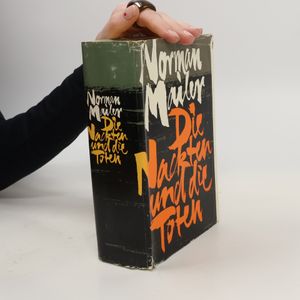 Norman
Mailer
Die
Nackten
und die
Toten
Norman
Mailer
Die
Nackten
und die
Toten